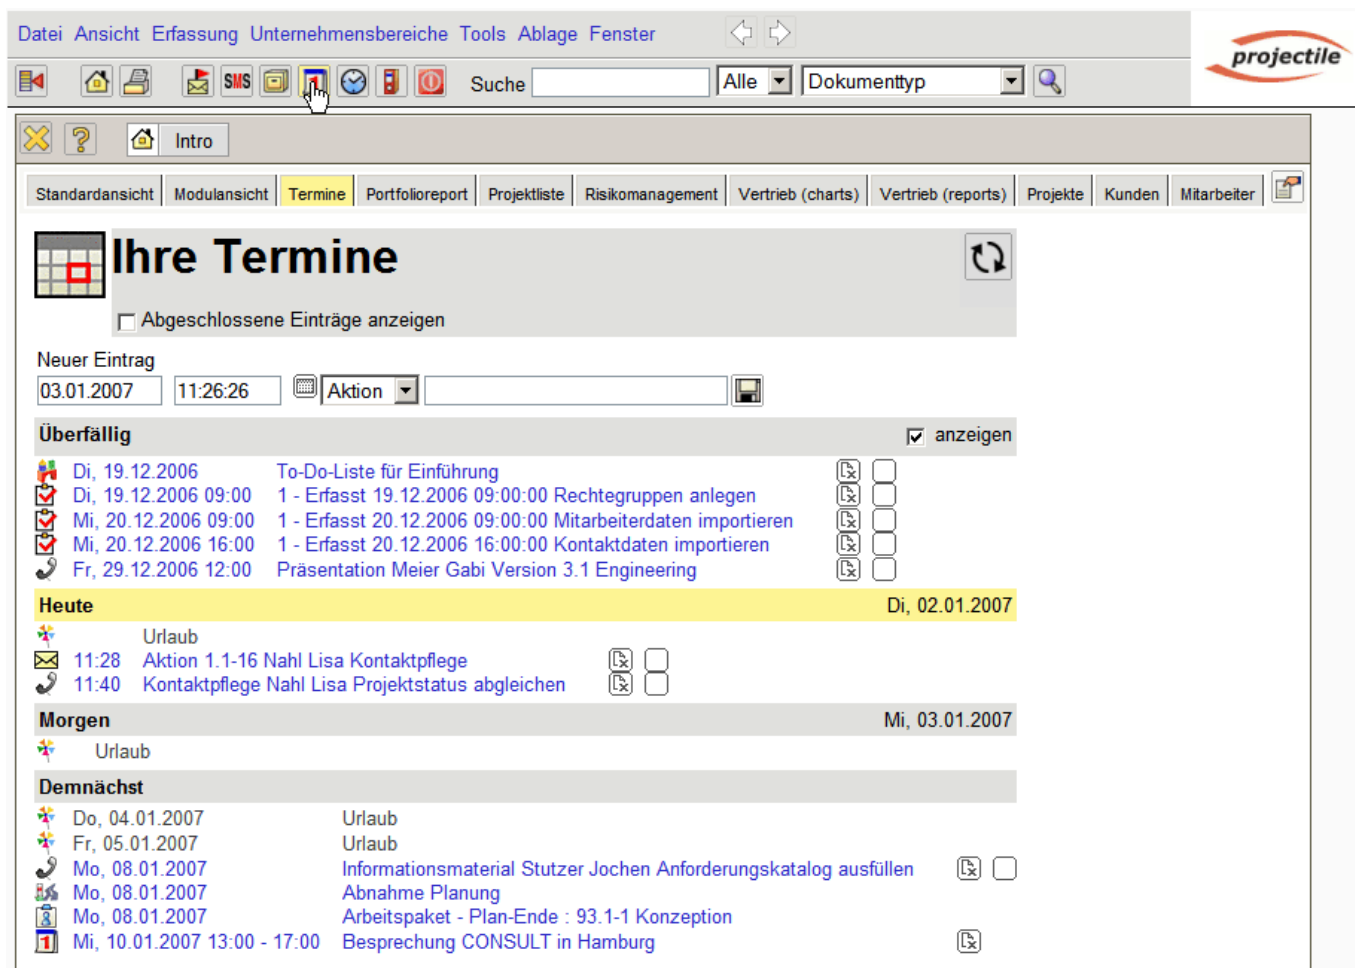 Datei Ansicht Erfassung Unternehmensbereiche Tools Ablage Fenster
projectile
SMS 1 Suche Alle Dokumenttyp
? Intro
Standardansicht Modulansicht Termine Portfolioreport Projektliste Risikomanagement Vertrieb (charts) Vertrieb (reports) Projekte Kunden Mitarbeiter
Ihre Termine
Abgeschlossene Einträge anzeigen
Neuer Eintrag
03.01.2007 11:26:26 Aktion
Überfällig anzeigen
Di, 19.12.2006 To-Do-Liste für Einführung
Di, 19.12.2006 09:00 1 - Erfasst 19.12.2006 09:00:00 Rechtegruppen anlegen
Mi, 20.12.2006 09:00 1 - Erfasst 20.12.2006 09:00:00 Mitarbeiterdaten importieren
Mi, 20.12.2006 16:00 1 - Erfasst 20.12.2006 16:00:00 Kontaktdaten importieren
Fr, 29.12.2006 12:00 Präsentation Meier Gabi Version 3.1 Engineering
Heute Di, 02.01.2007
Urlaub
11:28 Aktion 1.1-16 Nahl Lisa Kontaktpflege
11:40 Kontaktpflege Nahl Lisa Projektstatus abgleichen
Morgen Mi, 03.01.2007
Urlaub
Demnächst
Do, 04.01.2007 Urlaub
Fr, 05.01.2007 Urlaub
Mo, 08.01.2007 Informationsmaterial Stutzer Jochen Anforderungskatalog ausfüllen
Mo, 08.01.2007 Abnahme Planung
8 Mo, 08.01.2007 Arbeitspaket - Plan-Ende : 93.1-1 Konzeption
1 Mi, 10.01.2007 13:00 - 17:00 Besprechung CONSULT in Hamburg